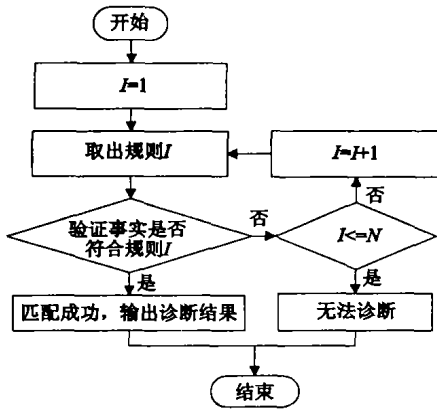 开始
I=1
取出规则I
I=I+1
验证事实是否
符合规则I
否
否
I<=N
是
是
匹配成功，输出诊断结果
无法诊断
结束